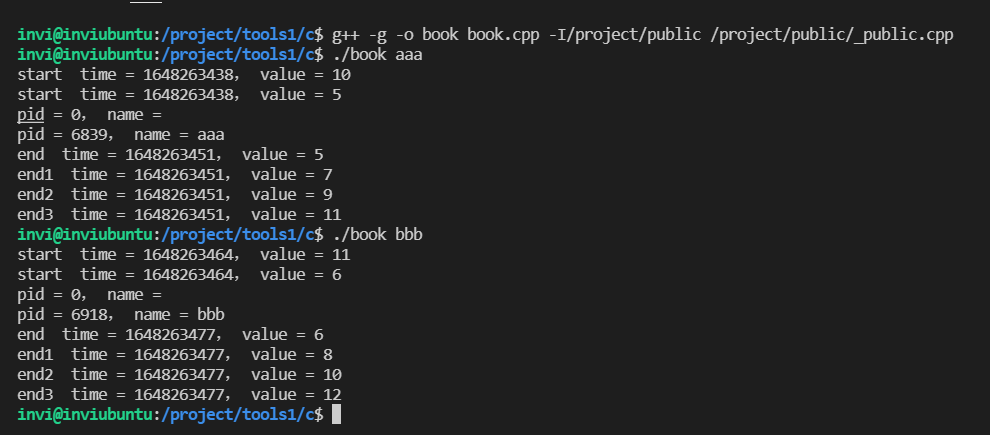 invi@inviubuntu:/project/tools1/c$ g++ -g -o book book.cpp -I/project/public /project/public/_public.cpp
invi@inviubuntu:/project/tools1/c$ ./book aaa
start  time = 1648263438,  value = 10
start  time = 1648263438,  value = 5
pid = 0,  name =
pid = 6839,  name = aaa
end  time = 1648263451,  value = 5
end1  time = 1648263451,  value = 7
end2  time = 1648263451,  value = 9
end3  time = 1648263451,  value = 11
invi@inviubuntu:/project/tools1/c$ ./book bbb
start  time = 1648263464,  value = 11
start  time = 1648263464,  value = 6
pid = 0,  name =
pid = 6918,  name = bbb
end  time = 1648263477,  value = 6
end1  time = 1648263477,  value = 8
end2  time = 1648263477,  value = 10
end3  time = 1648263477,  value = 12
invi@inviubuntu:/project/tools1/c$